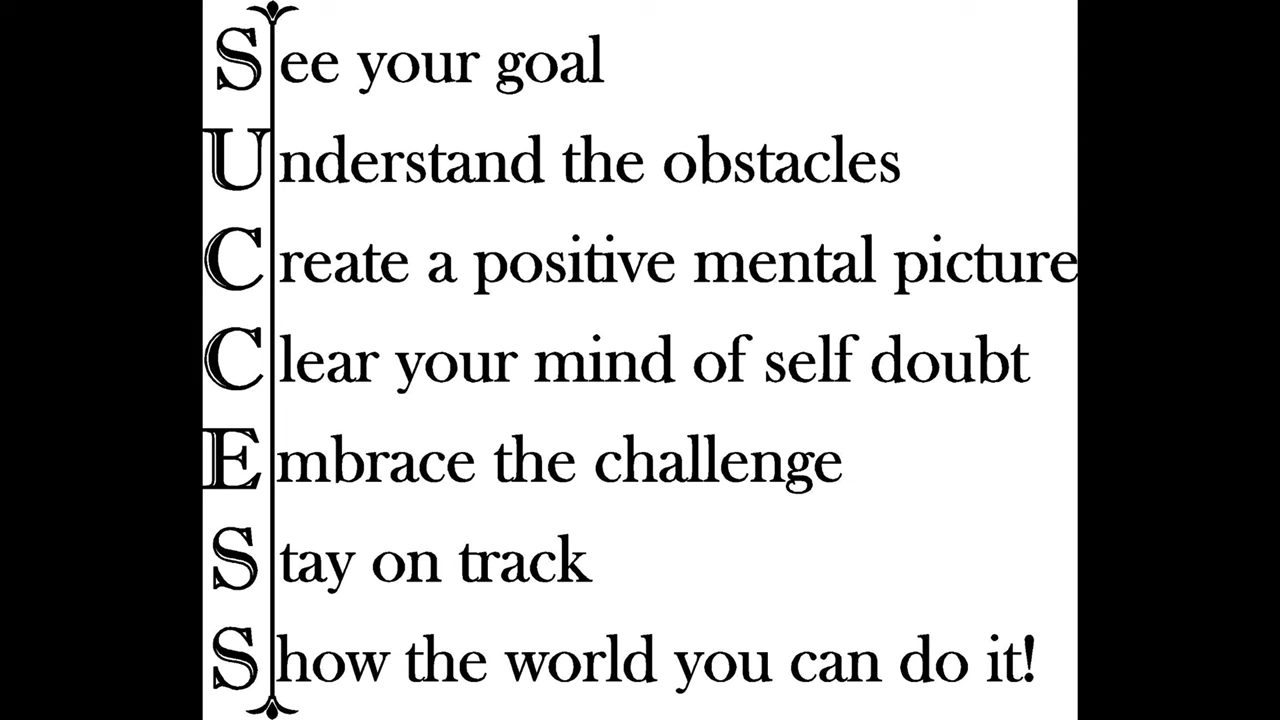 See your goal
Understand the obstacles
Create a positive mental picture
Clear your mind of self doubt
Embrace the challenge
Stay on track
Show the world you can do it!